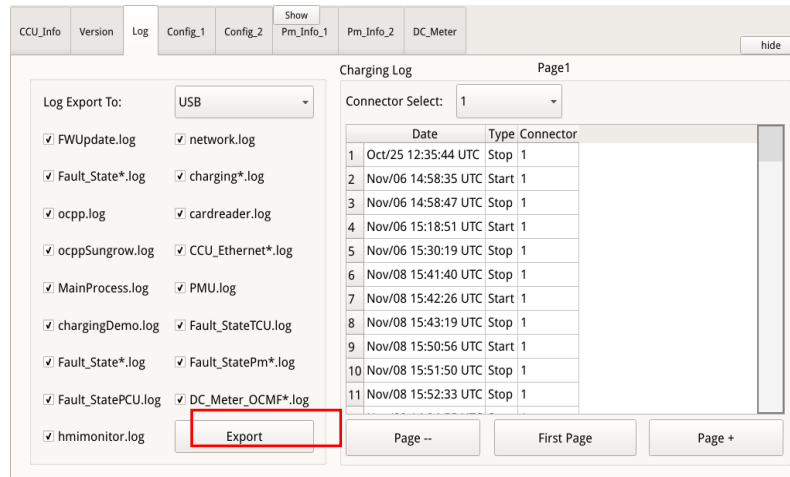 Show
CCU_Info Version Log Config_1 Config_2 Pm_Info_1 Pm_Info_2 DC_Meter
hide
Charging Log Page1
Log Export To: USB
Connector Select: 1
FWUpdate.log network.log
Fault_State*.log charging*.log
ocpp.log cardreader.log
ocppSungrow.log CCU_Ethernet*.log
MainProcess.log PMU.log
chargingDemo.log Fault_StateTCU.log
Fault_State*.log Fault_StatePm*.log
Fault_StatePCU.log DC_Meter_OCMF*.log
hmimonitor.log Export
Date Type Connector
1 Oct/25 12:35:44 UTC Stop 1
2 Nov/06 14:58:35 UTC Start 1
3 Nov/06 14:58:47 UTC Stop 1
4 Nov/06 15:18:51 UTC Start 1
5 Nov/06 15:30:19 UTC Stop 1
6 Nov/08 15:41:40 UTC Stop 1
7 Nov/08 15:42:26 UTC Start 1
8 Nov/08 15:43:19 UTC Stop 1
9 Nov/08 15:50:56 UTC Start 1
10 Nov/08 15:51:50 UTC Stop 1
11 Nov/08 15:52:33 UTC Stop 1
Page -- First Page Page +